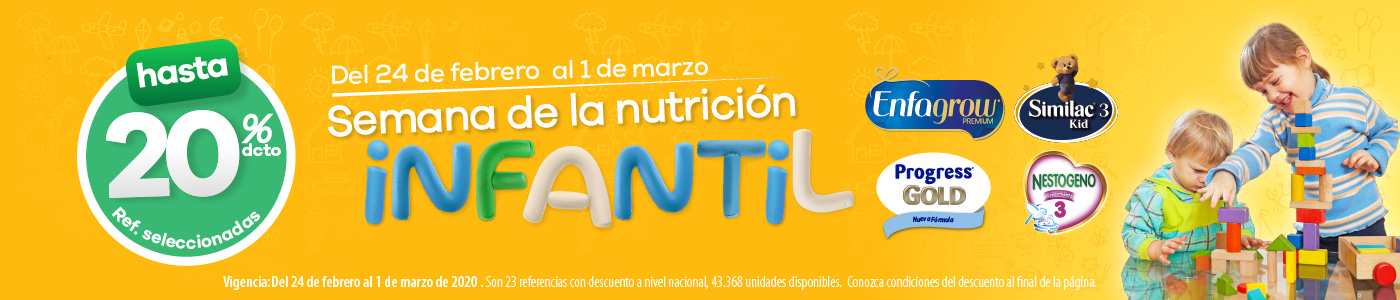 hasta
20%
dcto
Ref. seleccionadas
Del 24 de febrero al 1 de marzo
Semana de la nutrición
iNFANTiL
Enfagrow
PREMIUM
Similac 3
Kid
Progress
GOLD
Nueva Fórmula
NESTOGENO
3
Vigencia: Del 24 de febrero al 1 de marzo de 2020 . Son 23 referencias con descuento a nivel nacional, 43.368 unidades disponibles. Conozca condiciones del descuento al final de la página.